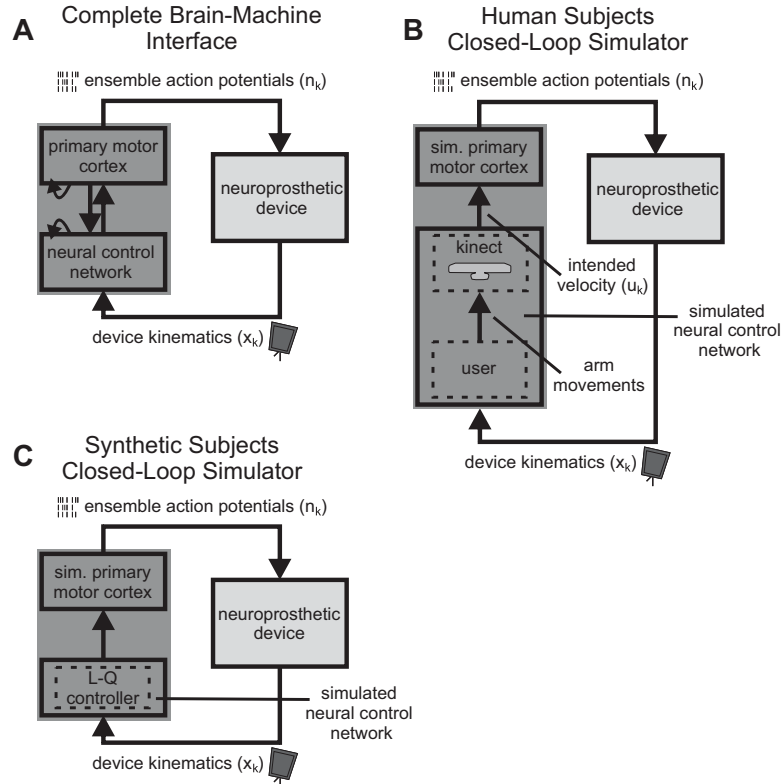 A
Complete Brain-Machine
Interface
ensemble action potentials (nk)
primary motor
cortex
neural control
network
neuroprosthetic
device
device kinematics (xk)
B
Human Subjects
Closed-Loop Simulator
ensemble action potentials (nk)
sim. primary
motor cortex
neuroprosthetic
device
kinect
intended
velocity (uk)
simulated
neural control
network
user
arm
movements
device kinematics (xk)
C
Synthetic Subjects
Closed-Loop Simulator
ensemble action potentials (nk)
sim. primary
motor cortex
neuroprosthetic
device
L-Q
controller
simulated
neural control
network
device kinematics (xk)